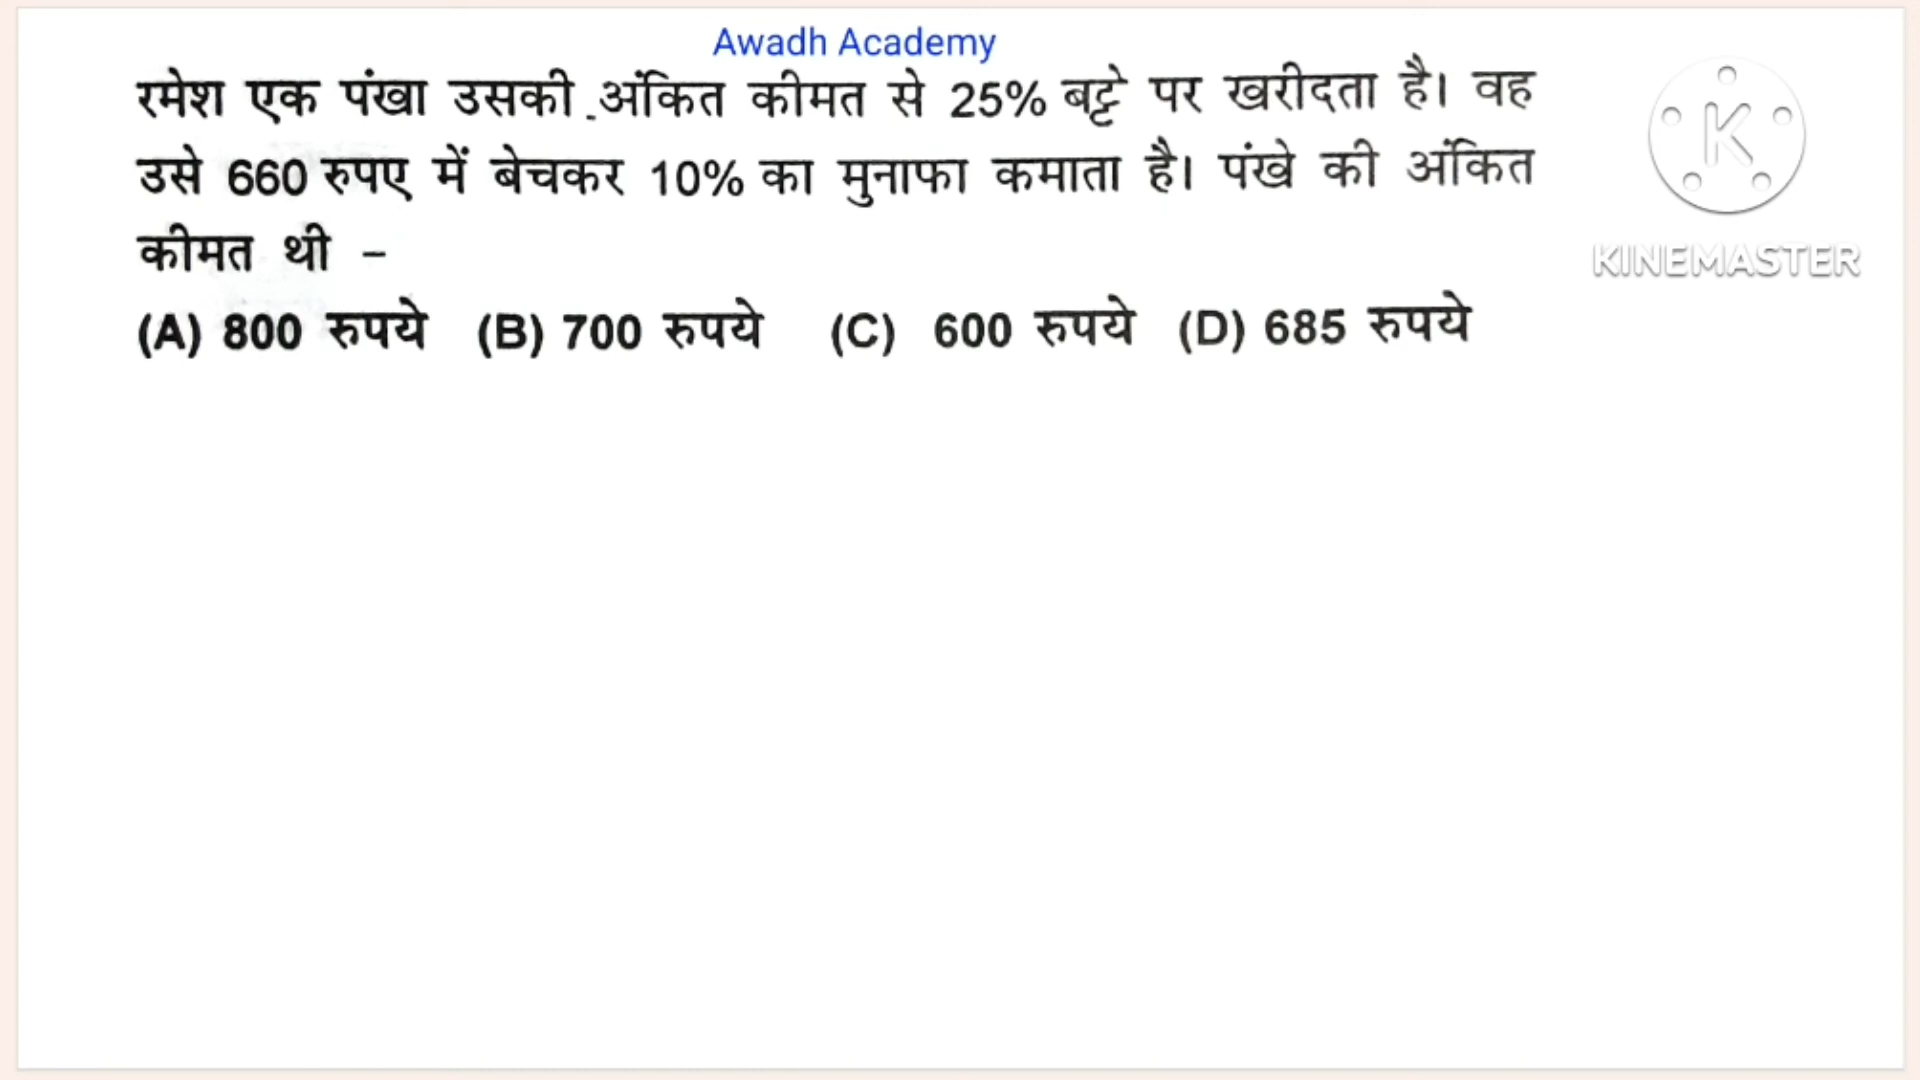 Awadh Academy
रमेश एक पंखा उसकी अंकित कीमत से 25% बट्टे पर खरीदता है। वह
उसे 660 रुपए में बेचकर 10% का मुनाफा कमाता है। पंखे की अंकित
कीमत थी –
(A) 800 रुपये (B) 700 रुपये (C) 600 रुपये (D) 685 रुपये
K
KINEMASTER